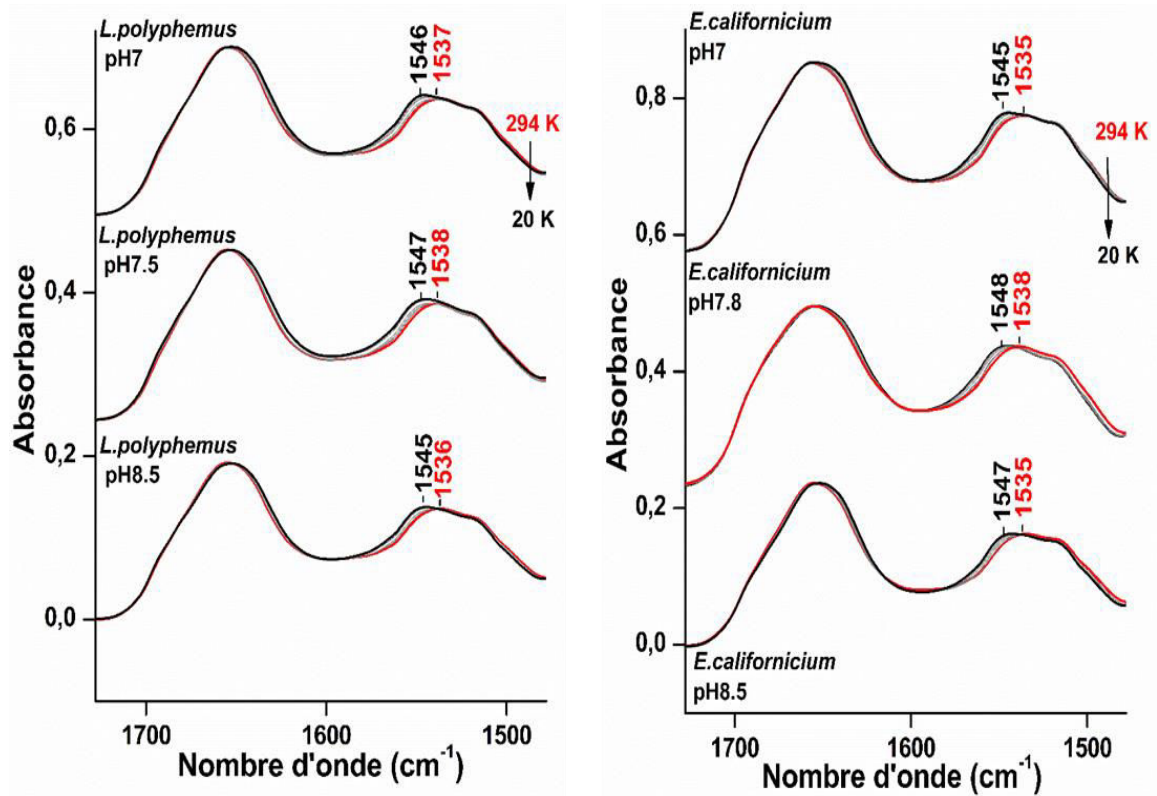 L.polyphemus
pH7
1546
1537
0,6
294 K
20 K
L.polyphemus
pH7.5
1547
1538
0,4
L.polyphemus
pH8.5
1545
1536
0,2
0,0
Absorbance
1700
1600
1500
Nombre d'onde (cm-1)
E.californicium
pH7
1545
1535
0,8
294 K
0,6
20 K
E.californicium
pH7.8
1548
1538
0,4
1547
1535
0,2
0,0
E.californicium
pH8.5
Absorbance
1700
1600
1500
Nombre d'onde (cm-1)